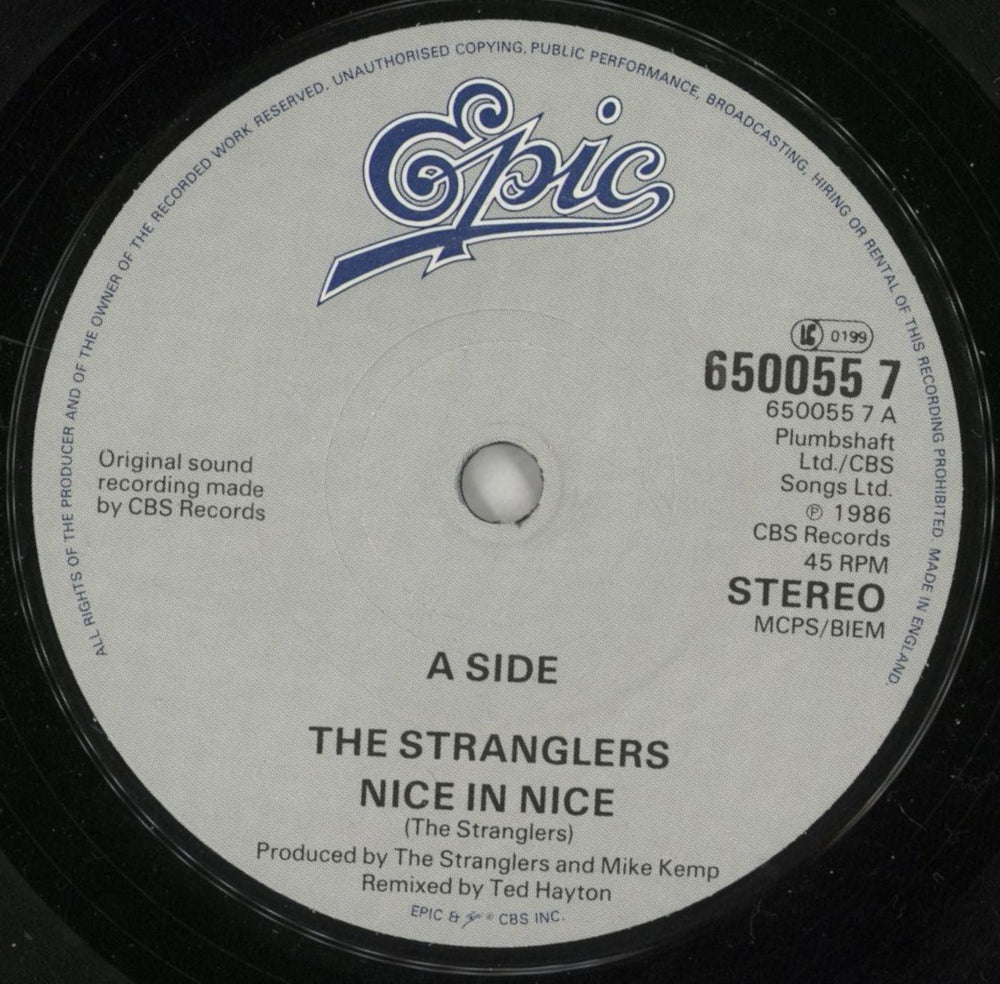 ALL RIGHTS OF THE PRODUCER AND OF THE OWNER OF THE RECORDED WORK RESERVED. UNAUTHORISED COPYING, PUBLIC PERFORMANCE, BROADCASTING, HIRING OR RENTAL OF THIS RECORDING PROHIBITED. MADE IN ENGLAND.
Epic
LC 0199
650055 7
650055 7 A
Plumbshaft
Ltd./CBS
Songs Ltd.
℗ 1986
CBS Records
45 RPM
STEREO
MCPS/BIEM
Original sound
recording made
by CBS Records
A SIDE
THE STRANGLERS
NICE IN NICE
(The Stranglers)
Produced by The Stranglers and Mike Kemp
Remixed by Ted Hayton
EPIC & ® CBS INC.